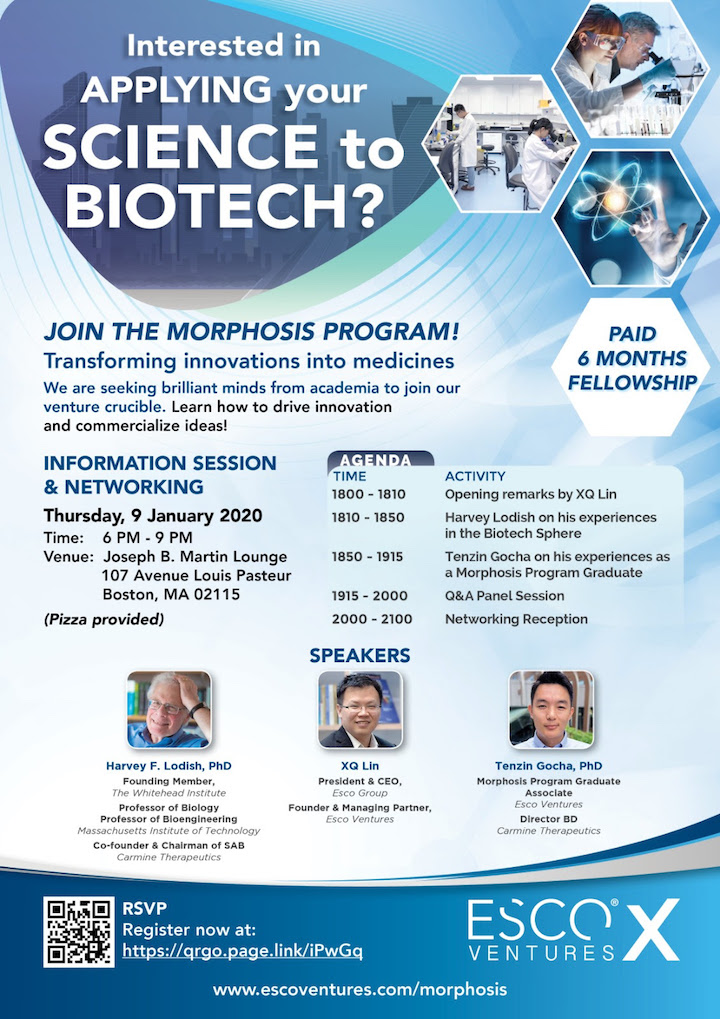 Interested in
APPLYING your
SCIENCE to
BIOTECH?
JOIN THE MORPHOSIS PROGRAM!
Transforming innovations into medicines
We are seeking brilliant minds from academia to join our
venture crucible. Learn how to drive innovation
and commercialize ideas!
PAID
6 MONTHS
FELLOWSHIP
INFORMATION SESSION
& NETWORKING
Thursday, 9 January 2020
Time: 6 PM - 9 PM
Venue: Joseph B. Martin Lounge
107 Avenue Louis Pasteur
Boston, MA 02115
(Pizza provided)
AGENDA
TIME ACTIVITY
1800 - 1810 Opening remarks by XQ Lin
1810 - 1850 Harvey Lodish on his experiences
in the Biotech Sphere
1850 - 1915 Tenzin Gocha on his experiences as
a Morphosis Program Graduate
1915 - 2000 Q&A Panel Session
2000 - 2100 Networking Reception
SPEAKERS
Harvey F. Lodish, PhD
Founding Member,
The Whitehead Institute
Professor of Biology
Professor of Bioengineering
Massachusetts Institute of Technology
Co-founder & Chairman of SAB
Carmine Therapeutics
XQ Lin
President & CEO,
Esco Group
Founder & Managing Partner,
Esco Ventures
Tenzin Gocha, PhD
Morphosis Program Graduate
Associate
Esco Ventures
Director BD
Carmine Therapeutics
RSVP
Register now at:
https://qrgo.page.link/iPwGq
ESCO® X
VENTURES
www.escoventures.com/morphosis